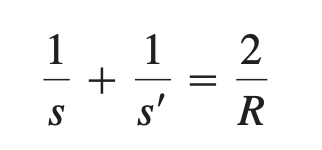 1/s + 1/s′ = 2/R